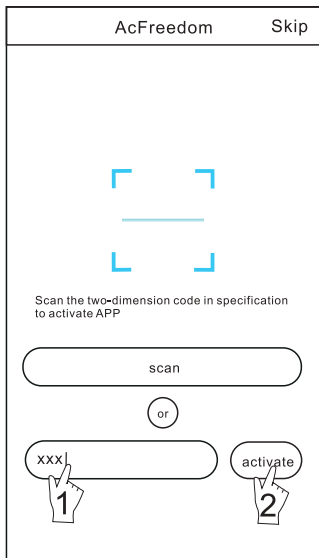 AcFreedom Skip
Scan the two-dimension code in specification
to activate APP
scan
or
xxx activate
1 2